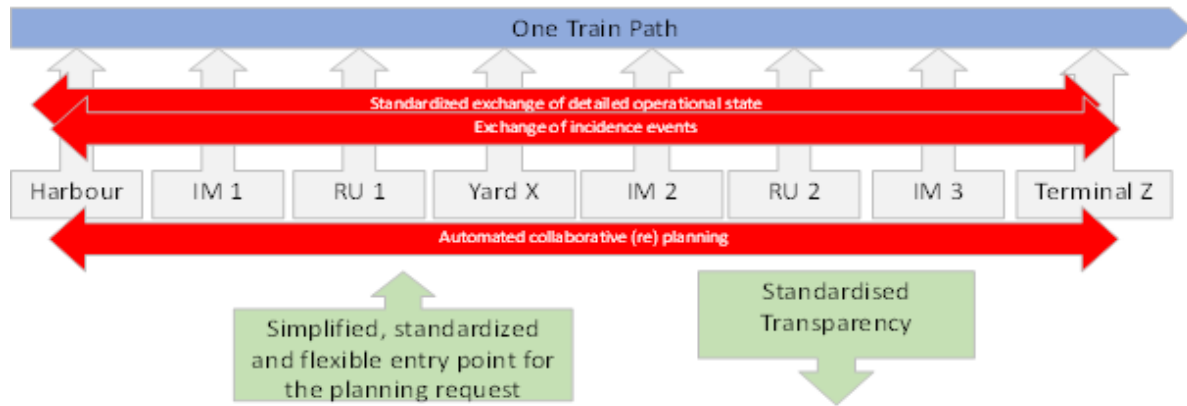 One Train Path
Standardized exchange of detailed operational state
Exchange of incidence events
Harbour
IM 1
RU 1
Yard X
IM 2
RU 2
IM 3
Terminal Z
Automated collaborative (re) planning
Simplified, standardized
and flexible entry point for
the planning request
Standardised
Transparency